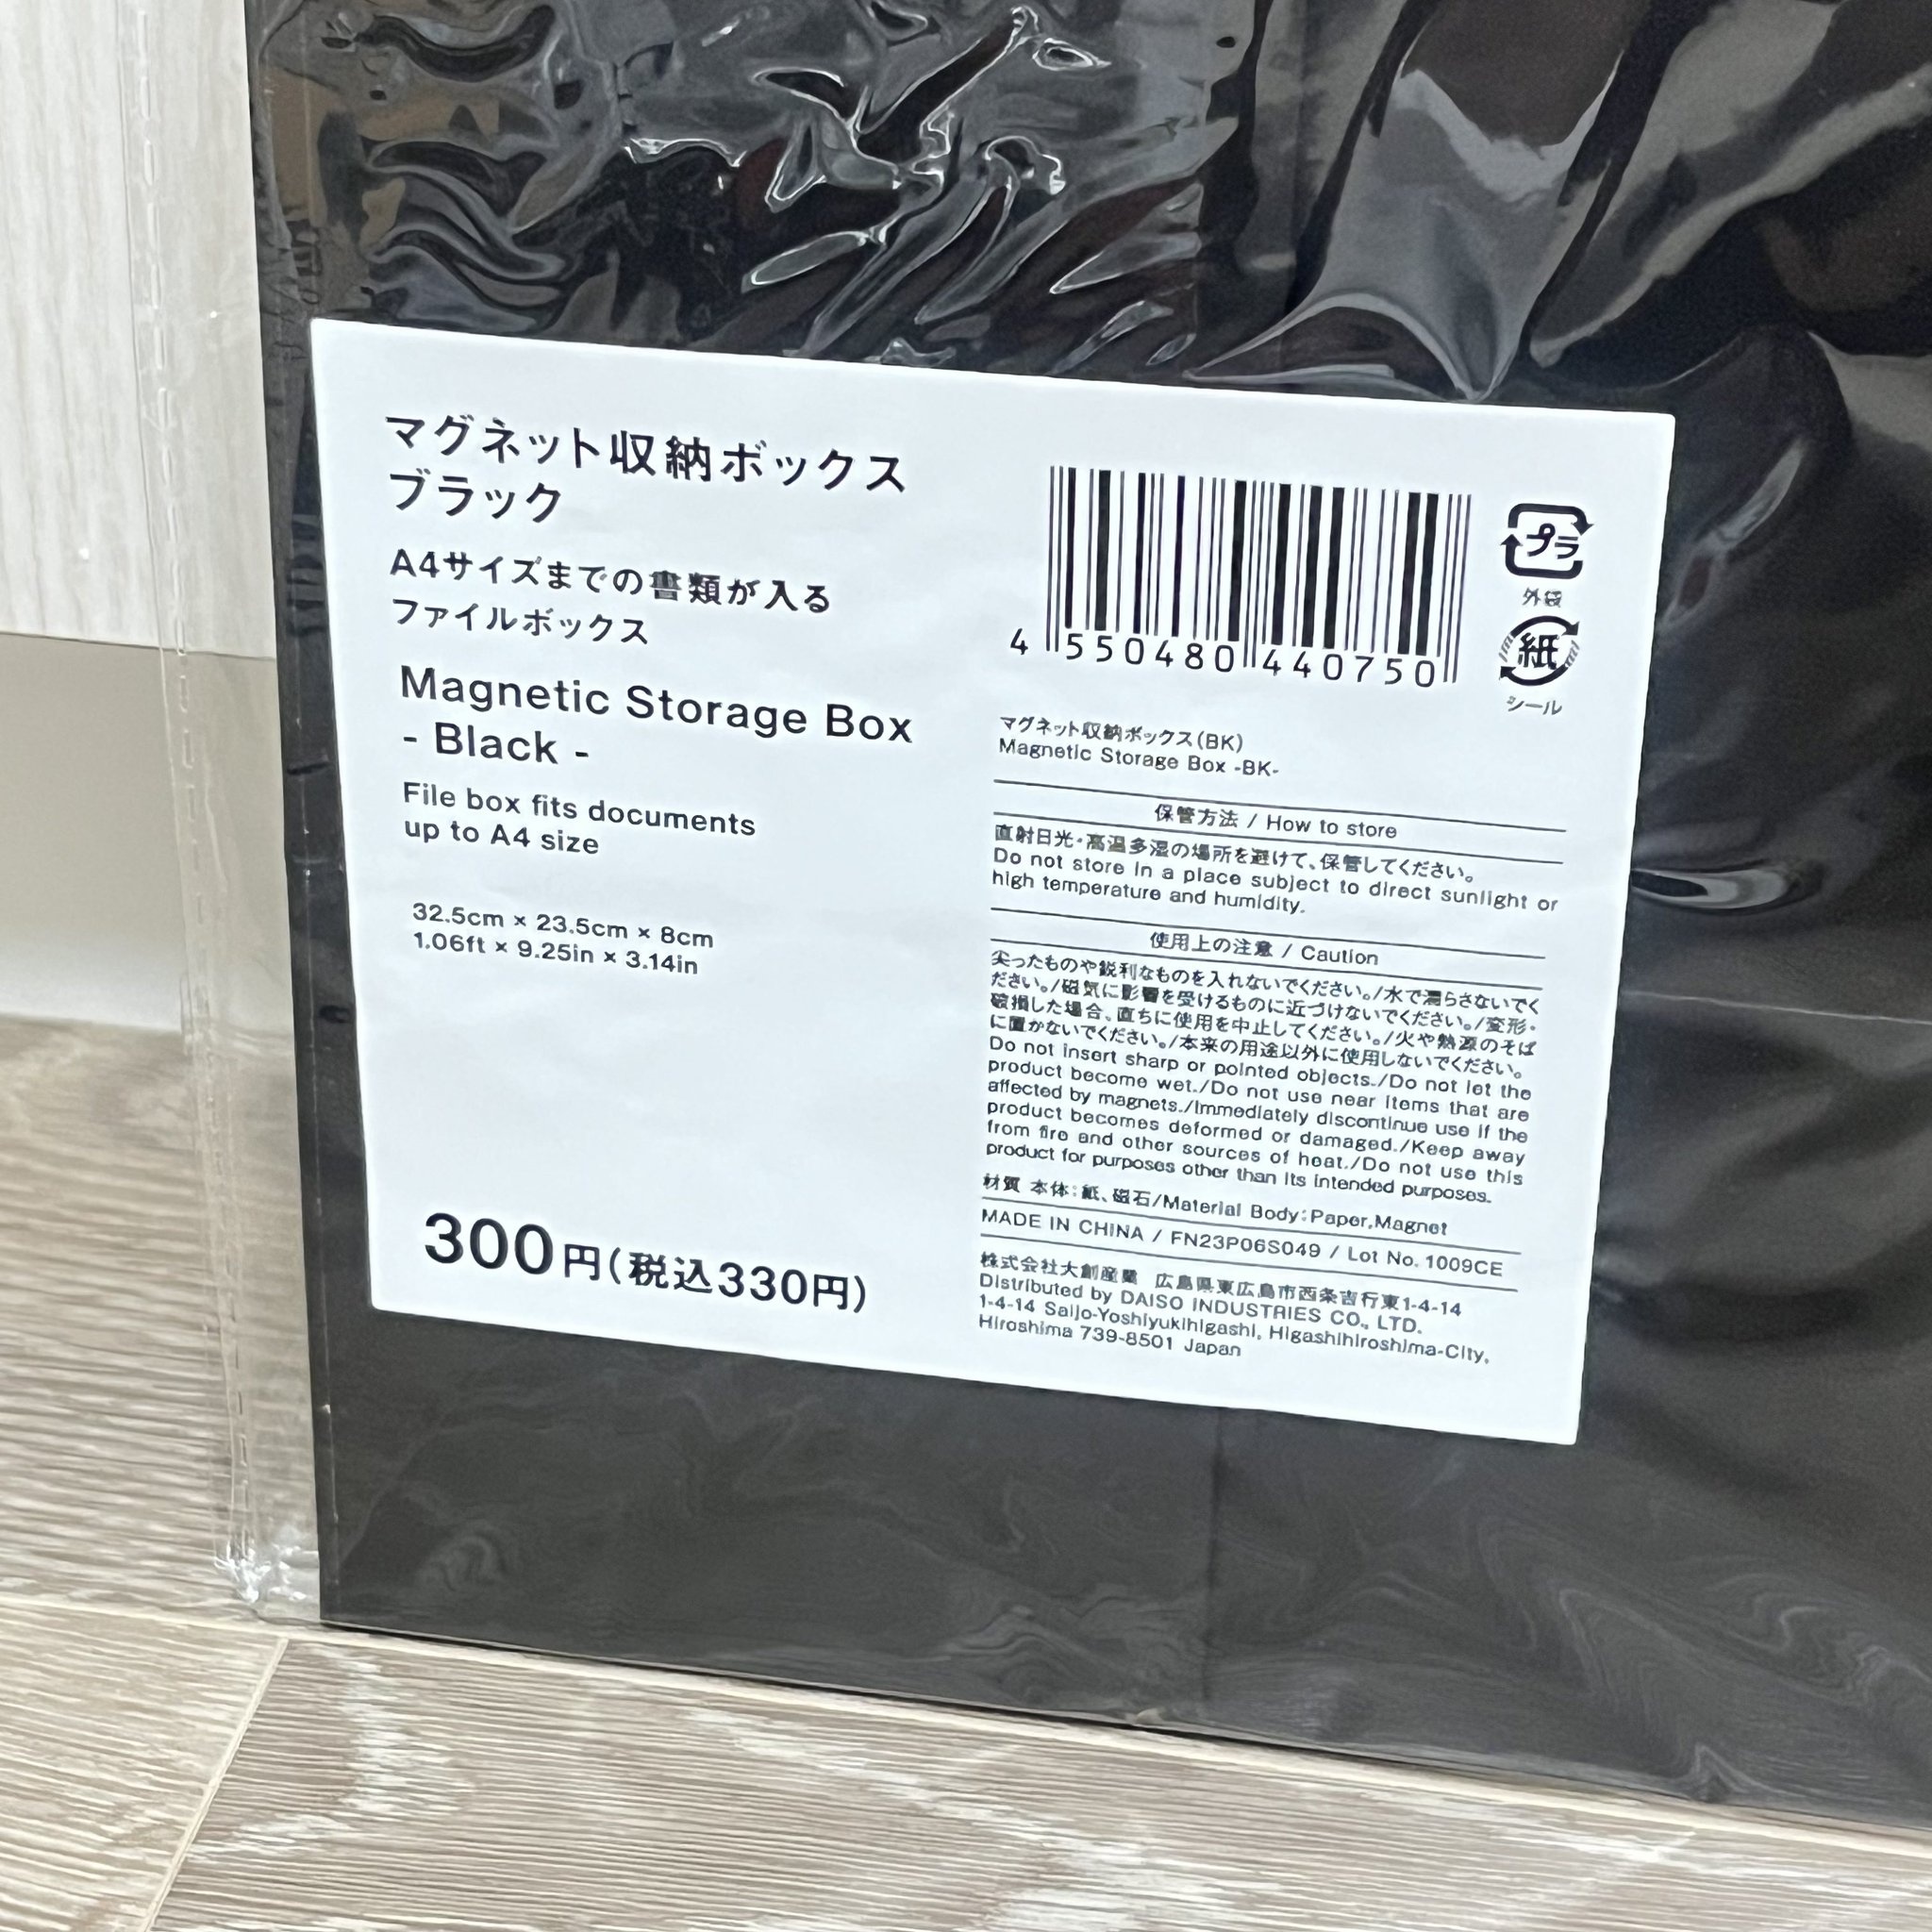 マグネット収納ボックス
ブラック
A4サイズまでの書類が入る
ファイルボックス
Magnetic Storage Box
- Black -
File box fits documents
up to A4 size
32.5cm × 23.5cm × 8cm
1.06ft × 9.25in × 3.14in
300円(税込330円)
4 550480 440750
プラ
外袋
紙
シール
マグネット収納ボックス(BK)
Magnetic Storage Box -BK-
保管方法 / How to store
直射日光・高温多湿の場所を避けて、保管してください。
Do not store in a place subject to direct sunlight or
high temperature and humidity.
使用上の注意 / Caution
尖ったものや鋭利なものを入れないでください。/水で濡らさないでく
ださい。/磁気に影響を受けるものに近づけないでください。/変形・
破損した場合、直ちに使用を中止してください。/火や熱源のそば
に置かないでください。/本来の用途以外に使用しないでください。
Do not insert sharp or pointed objects./Do not let the
product become wet./Do not use near items that are
affected by magnets./Immediately discontinue use if the
product becomes deformed or damaged./Keep away
from fire and other sources of heat./Do not use this
product for purposes other than its intended purposes.
材質 本体:紙、磁石/Material Body:Paper,Magnet
MADE IN CHINA / FN23P06S049 / Lot No. 1009CE
株式会社大創産業 広島県東広島市西条吉行東1-4-14
Distributed by DAISO INDUSTRIES CO., LTD.
1-4-14 Saijo-Yoshiyukihigashi, Higashihiroshima-City,
Hiroshima 739-8501 Japan